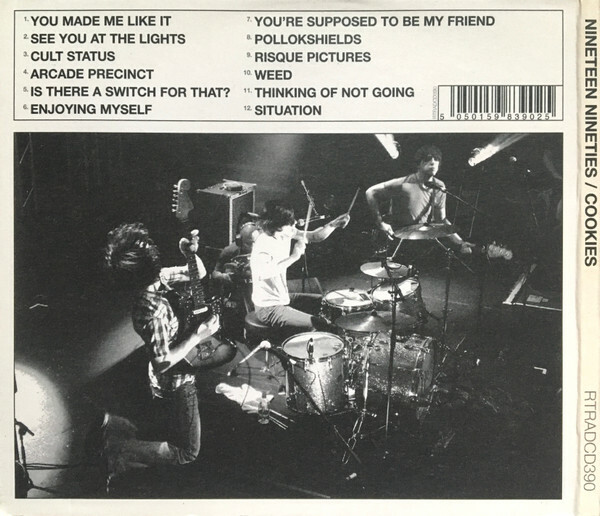 1. YOU MADE ME LIKE IT
2. SEE YOU AT THE LIGHTS
3. CULT STATUS
4. ARCADE PRECINCT
5. IS THERE A SWITCH FOR THAT?
6. ENJOYING MYSELF
7. YOU'RE SUPPOSED TO BE MY FRIEND
8. POLLOKSHIELDS
9. RISQUE PICTURES
10. WEED
11. THINKING OF NOT GOING
12. SITUATION
5 050159 839025
NINETEEN NINETIES / COOKIES
RTRADCD390